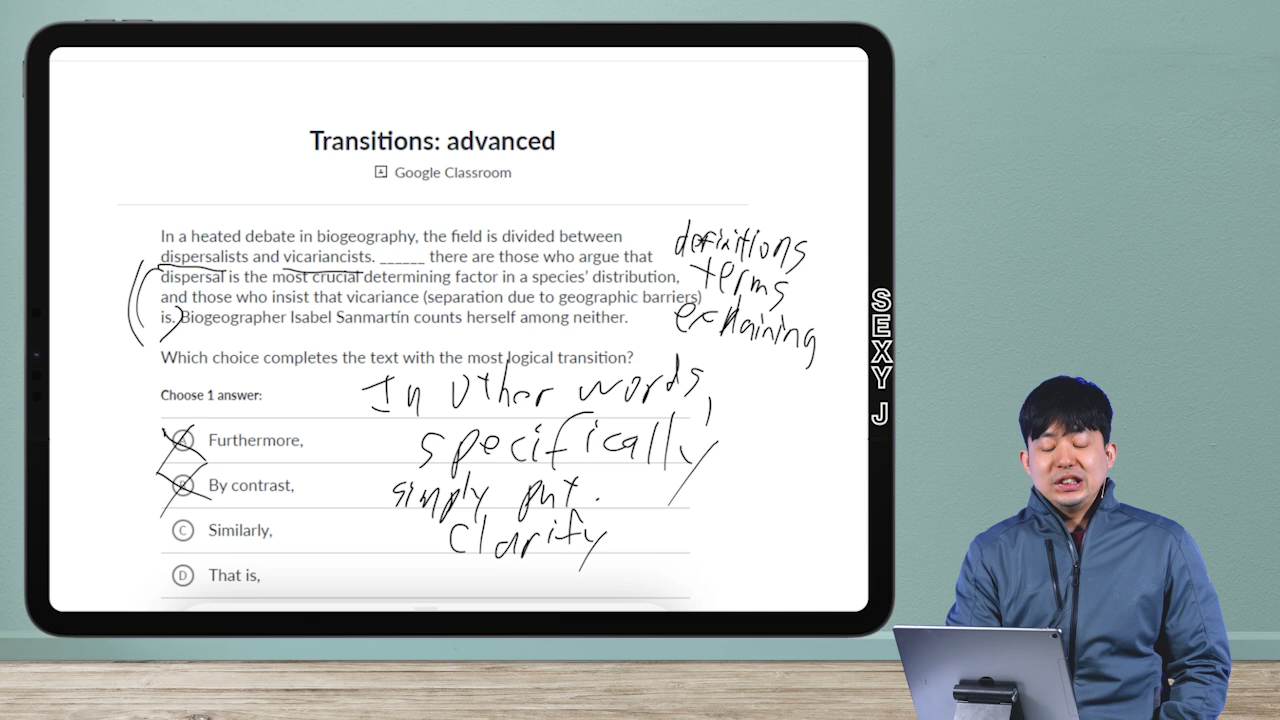 Transitions: advanced
Google Classroom
In a heated debate in biogeography, the field is divided between
dispersalists and vicariancists. ______ there are those who argue that
dispersal is the most crucial determining factor in a species' distribution,
and those who insist that vicariance (separation due to geographic barriers)
is. Biogeographer Isabel Sanmartín counts herself among neither.
definitions
terms
explaining
Which choice completes the text with the most logical transition?
In other words,
Choose 1 answer:
A Furthermore,
specifically,
B By contrast,
simply put.
C Similarly,
clarify
D That is,
SEXY J